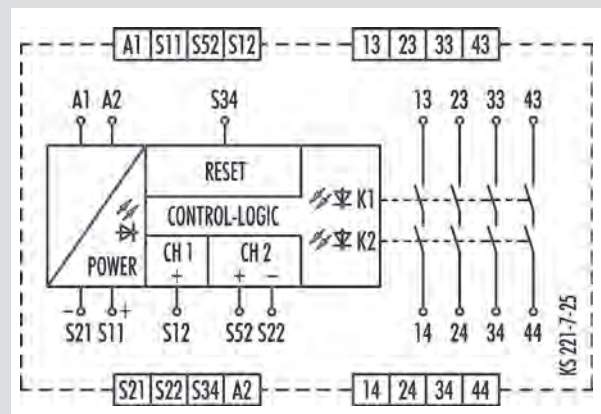 A1 S11 S52 S12 13 23 33 43
A1 A2 S34 13 23 33 43
RESET
CONTROL-LOGIC
K1
K2
POWER
CH 1 CH 2
+ + −
− +
S21 S11 S12 S52 S22 14 24 34 44
KS 221-7-25
S21 S22 S34 A2 14 24 34 44